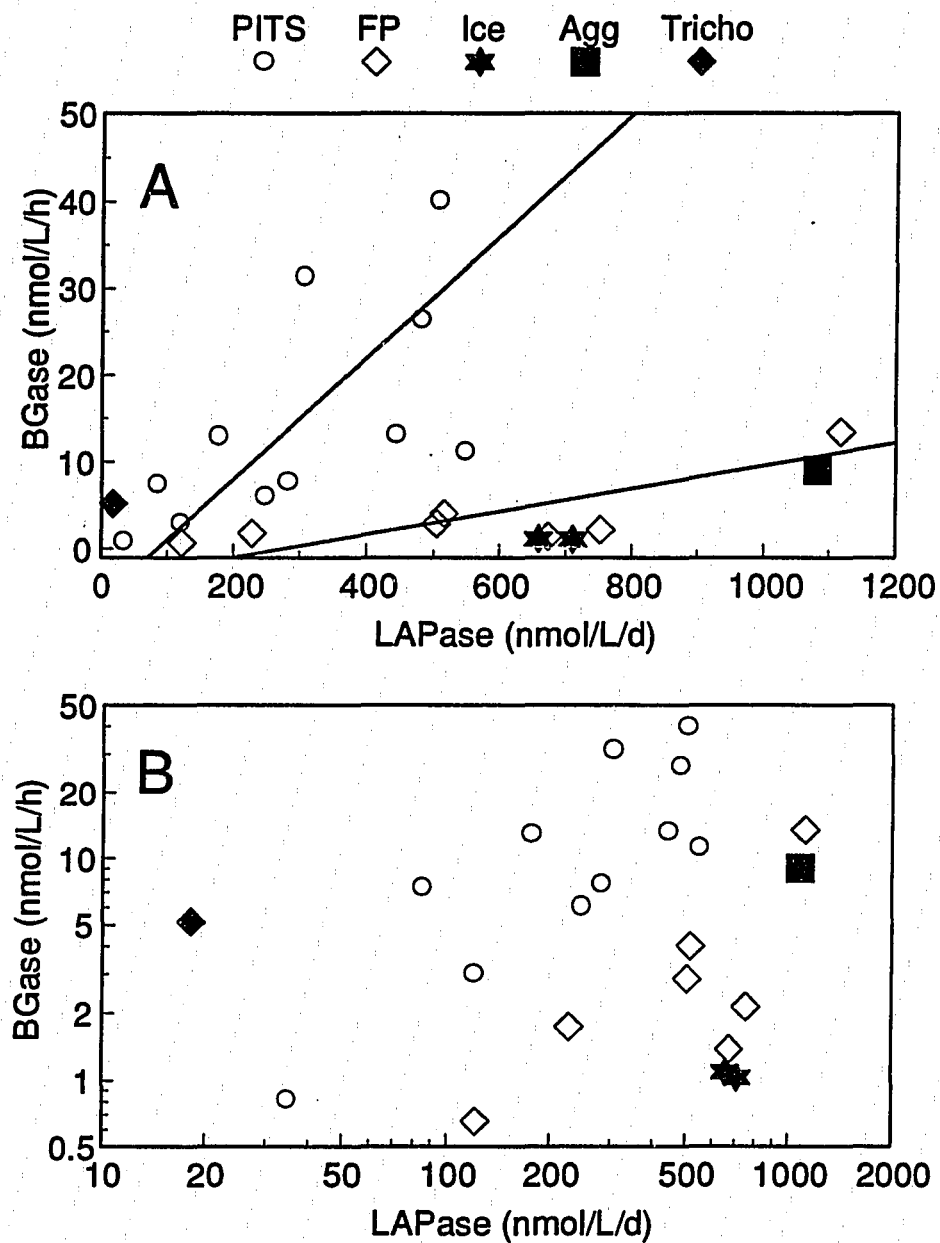 PITS FP Ice Agg Tricho
A
50
40
30
20
10
0
BGase (nmol/L/h)
0 200 400 600 800 1000 1200
LAPase (nmol/L/d)
B
50
20
10
5
2
1
0.5
BGase (nmol/L/h)
10 20 50 100 200 500 1000 2000
LAPase (nmol/L/d)